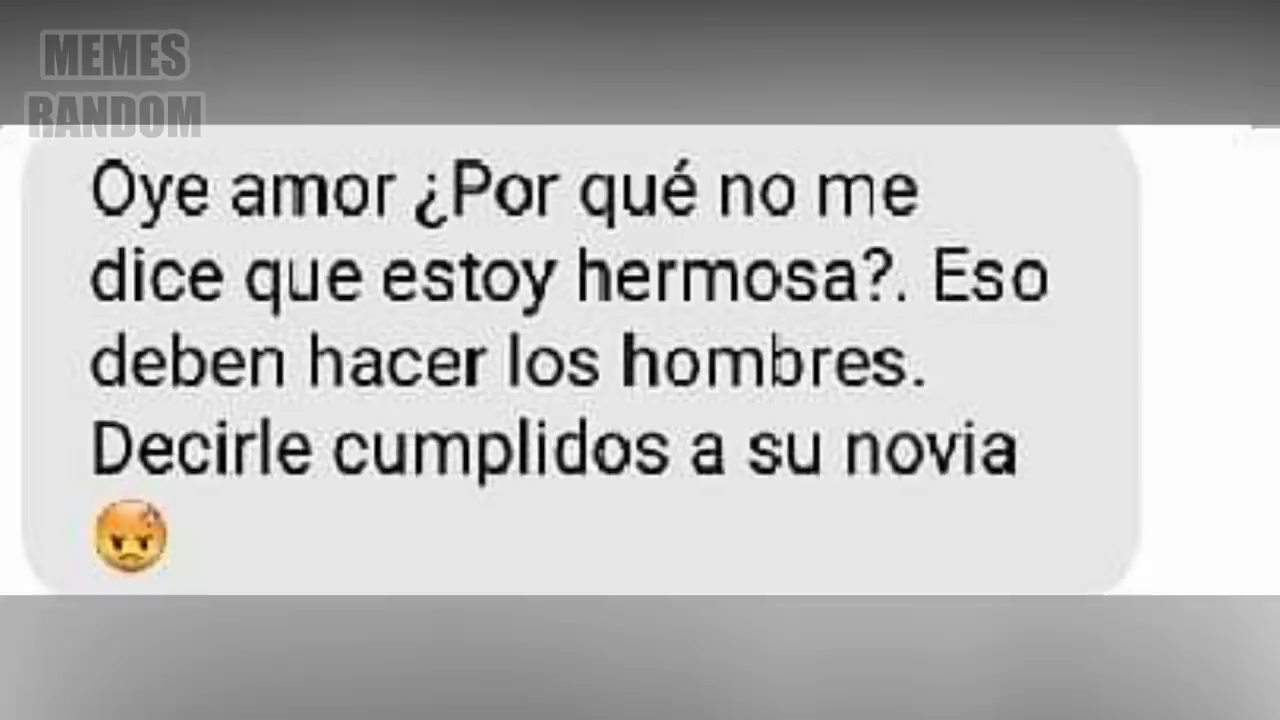 MEMES
RANDOM
Oye amor ¿Por qué no me
dice que estoy hermosa?. Eso
deben hacer los hombres.
Decirle cumplidos a su novia
😡